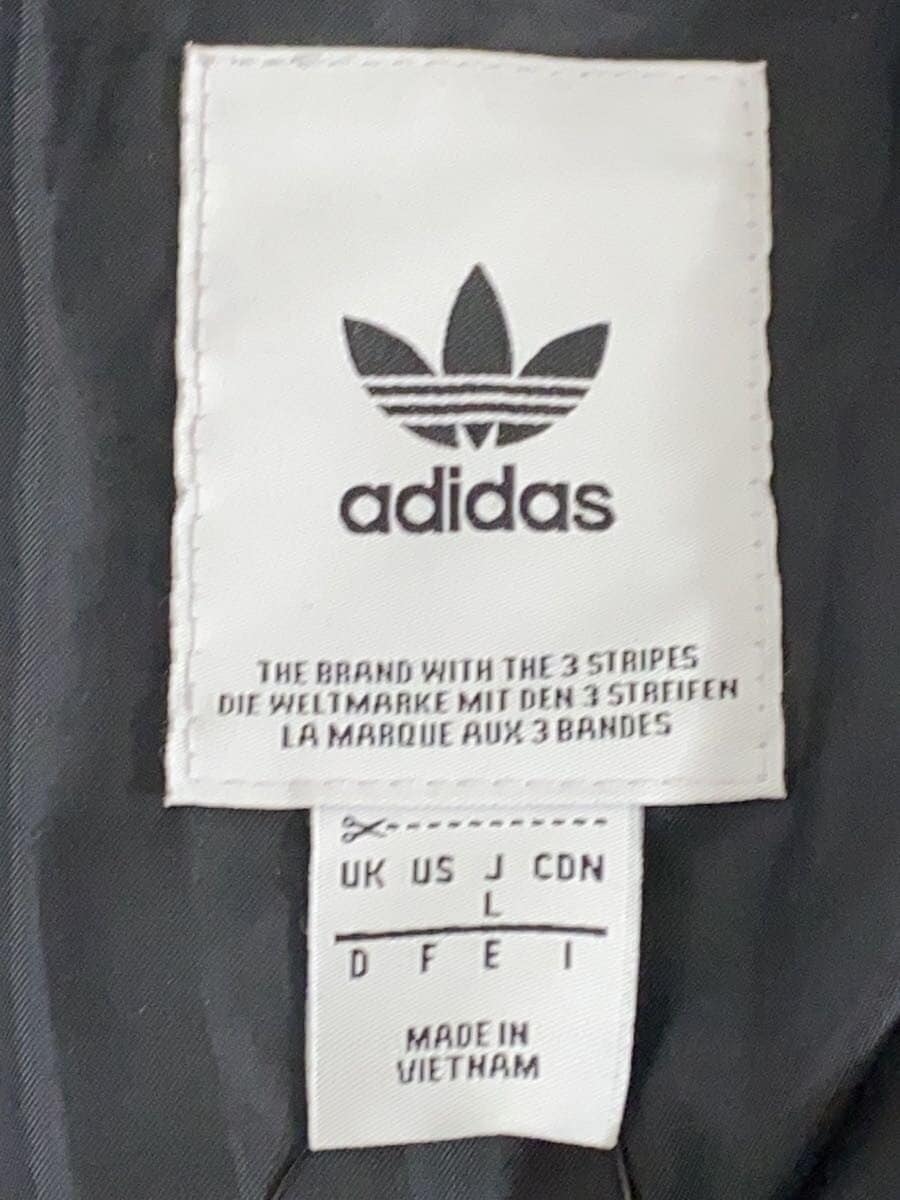 adidas
THE BRAND WITH THE 3 STRIPES
DIE WELTMARKE MIT DEN 3 STREIFEN
LA MARQUE AUX 3 BANDES
UK US J CDN
L
D F E I
MADE IN
VIETNAM